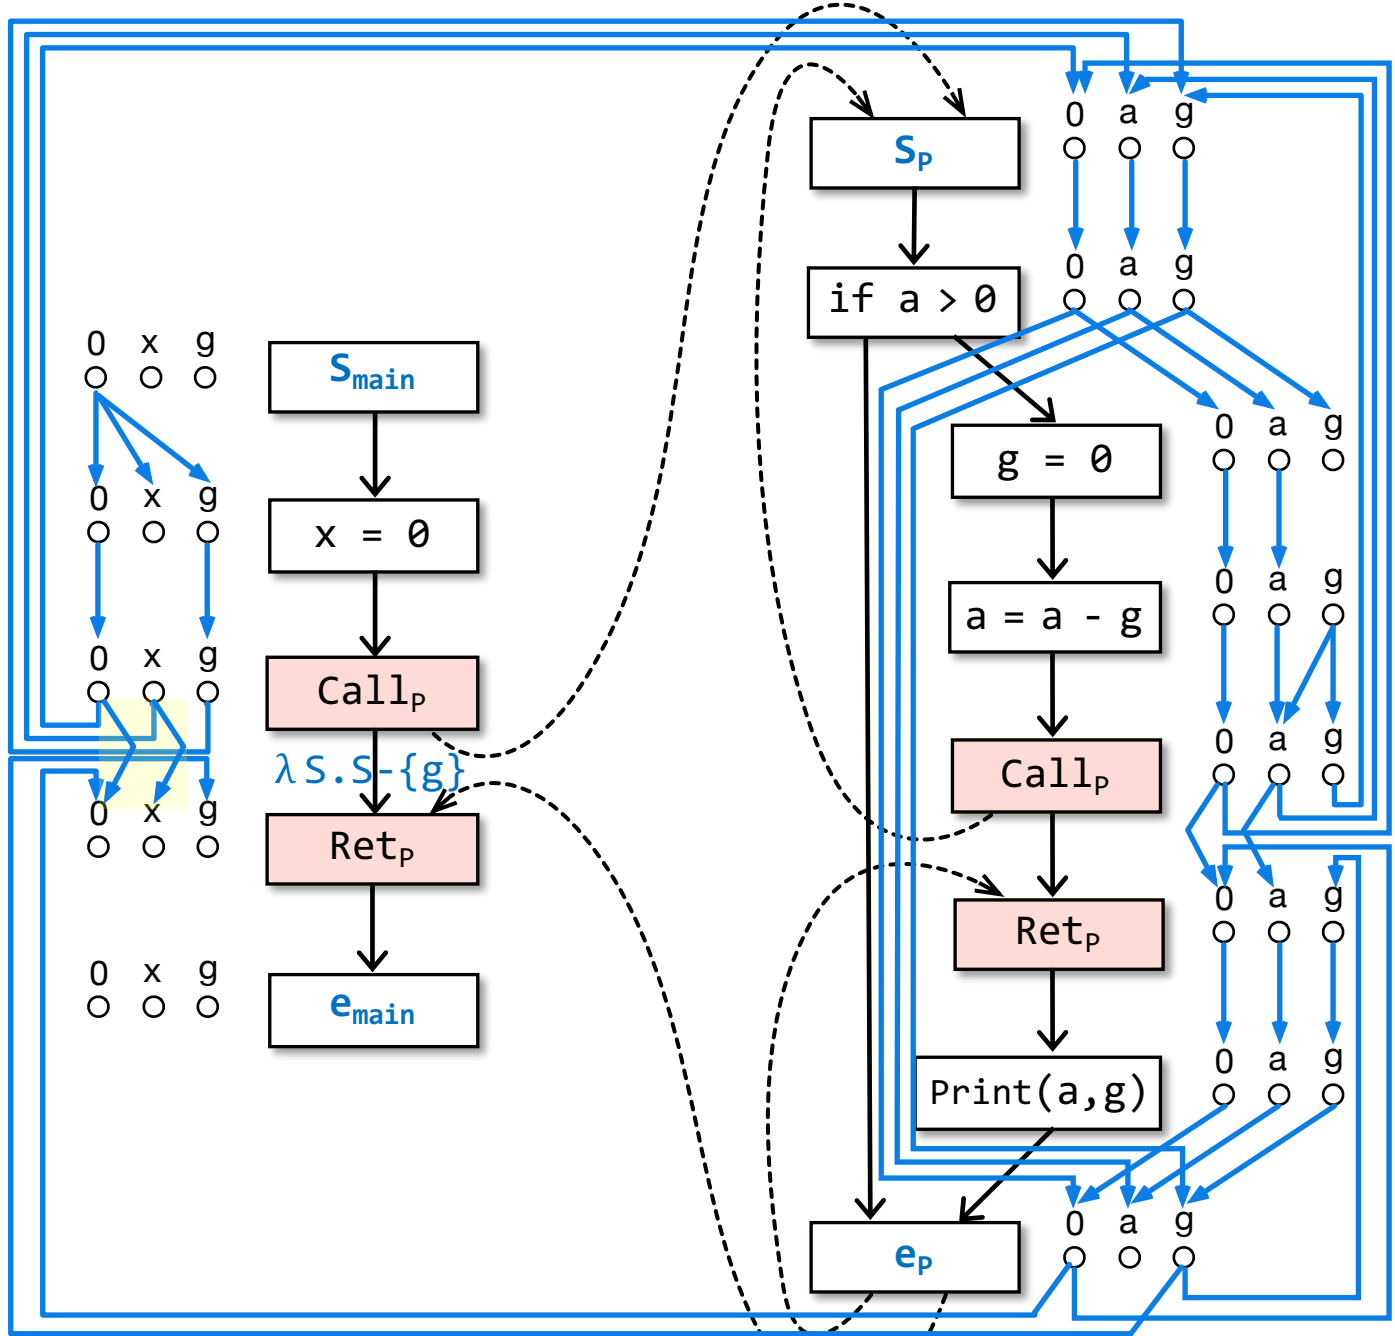 0 a g
S_P
0 a g
if a > 0
0 x g
S_main
0 a g
g = 0
0 x g
x = 0
0 a g
a = a - g
0 x g
Call_P
0 a g
Call_P
λS.S-{g}
0 x g
Ret_P
0 a g
Ret_P
0 x g
e_main
0 a g
Print(a,g)
0 a g
e_P